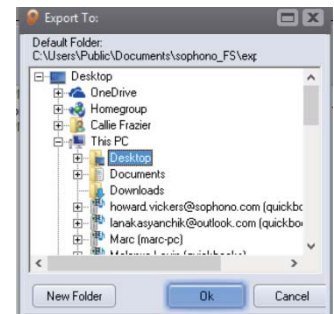 Export To:
Default Folder:
C:\Users\Public\Documents\sophono_FS\exp
Desktop
OneDrive
Homegroup
Callie Frazier
This PC
Desktop
Documents
Downloads
howard.vickers@sophono.com (quickbo
lanakasyanchik@outlook.com (quickbo
Marc (marc-pc)
New Folder
Ok
Cancel